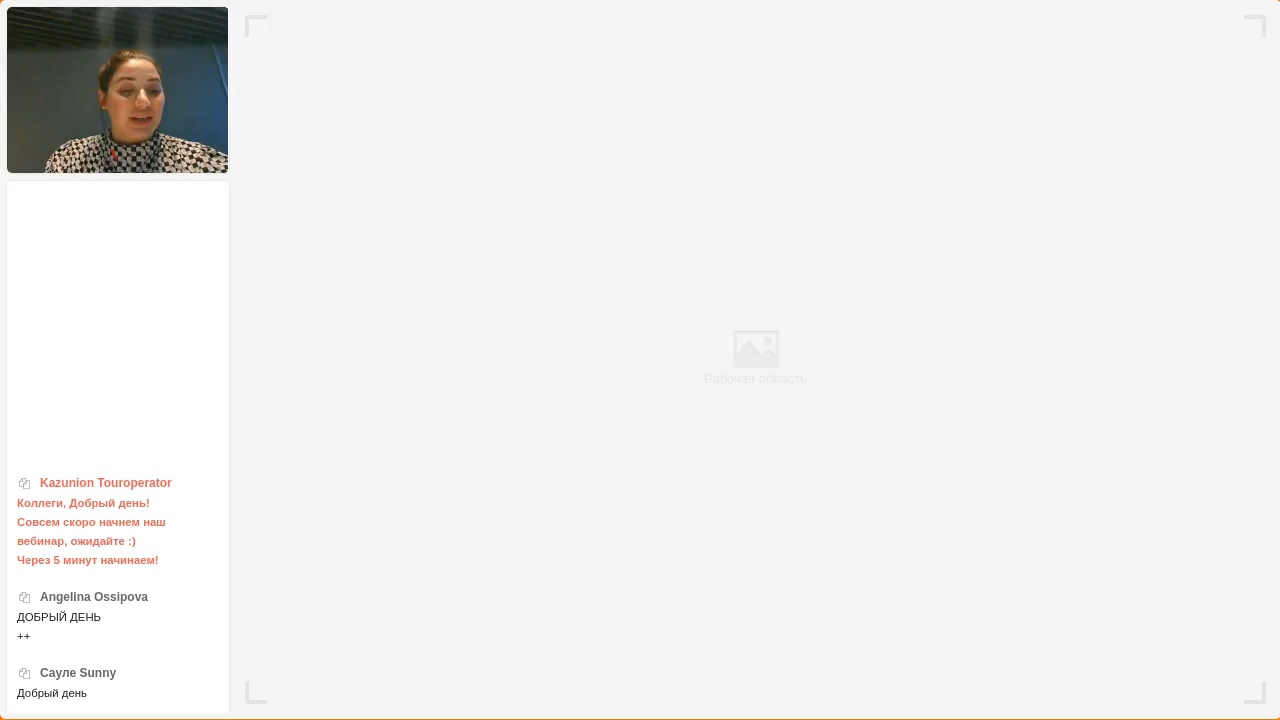 Kazunion Touroperator
Коллеги, Добрый день!
Совсем скоро начнем наш
вебинар, ожидайте :)
Через 5 минут начинаем!
Angelina Ossipova
ДОБРЫЙ ДЕНЬ
++
Сауле Sunny
Добрый день
Рабочая область